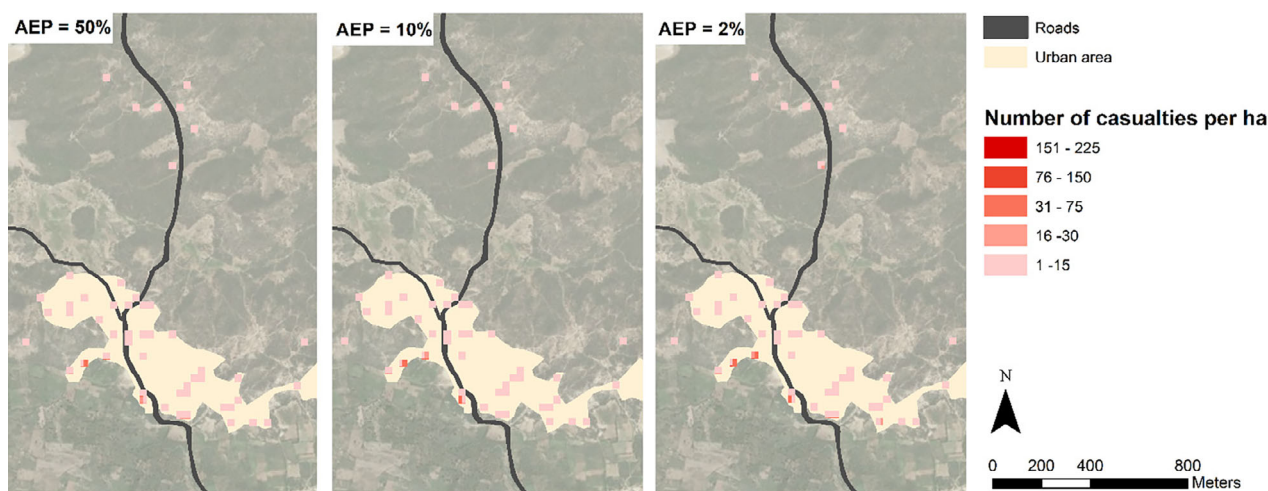 AEP = 50%
AEP = 10%
AEP = 2%
Roads
Urban area
Number of casualties per ha
151 - 225
76 - 150
31 - 75
16 -30
1 -15
N
0 200 400 800
Meters